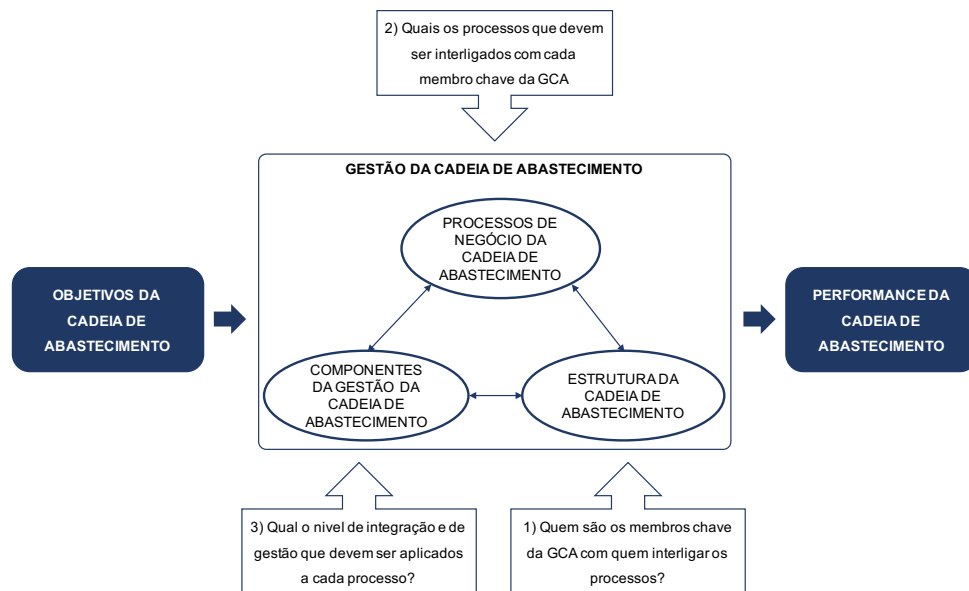 2) Quais os processos que devem
ser interligados com cada
membro chave da GCA
GESTÃO DA CADEIA DE ABASTECIMENTO
PROCESSOS DE
NEGÓCIO DA
CADEIA DE
ABASTECIMENTO
OBJETIVOS DA
CADEIA DE
ABASTECIMENTO
PERFORMANCE DA
CADEIA DE
ABASTECIMENTO
COMPONENTES
DA GESTÃO DA
CADEIA DE
ABASTECIMENTO
ESTRUTURA DA
CADEIA DE
ABASTECIMENTO
3) Qual o nivel de integração e de
gestão que devem ser aplicados
a cada processo?
1) Quem são os membros chave
da GCA com quem interligar os
processos?